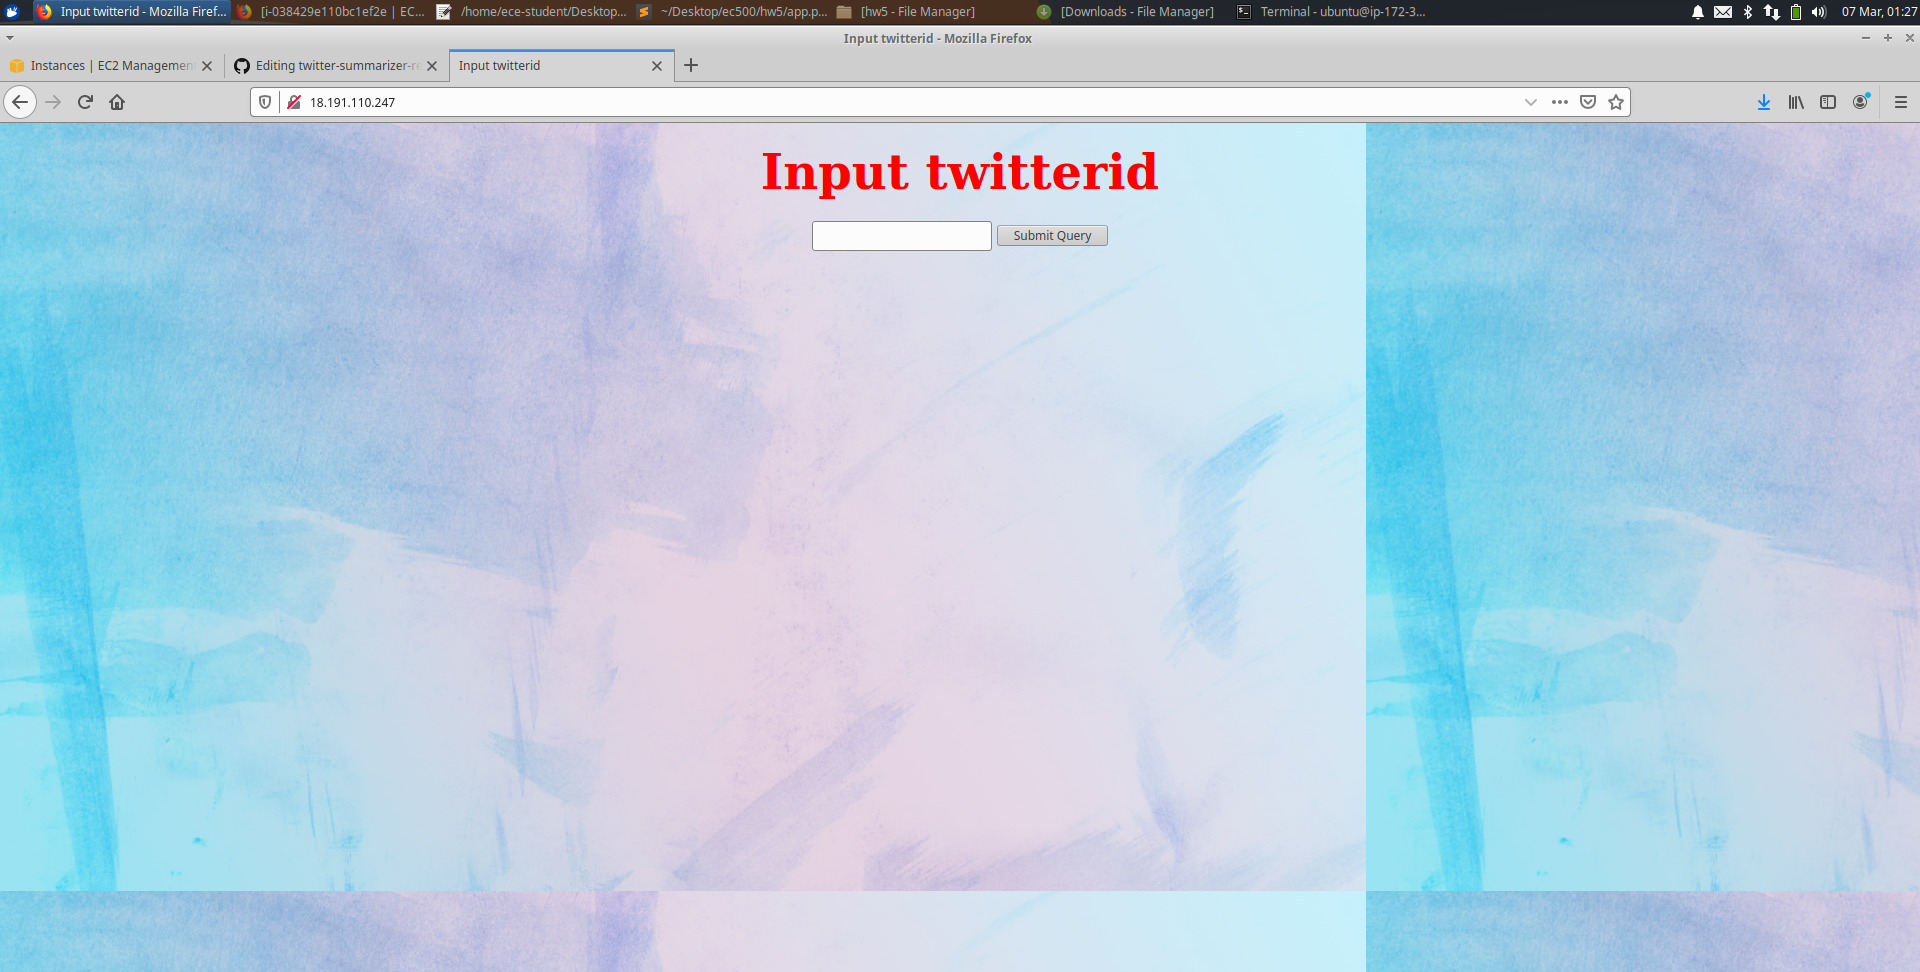 Input twitterid - Mozilla Firef...
[i-038429e110bc1ef2e | EC...
/home/ece-student/Desktop...
~/Desktop/ec500/hw5/app.p...
[hw5 - File Manager]
[Downloads - File Manager]
Terminal - ubuntu@ip-172-3...
07 Mar, 01:27
Input twitterid - Mozilla Firefox
Instances | EC2 Managemen
Editing twitter-summarizer-re
Input twitterid
18.191.110.247
Input twitterid
Submit Query